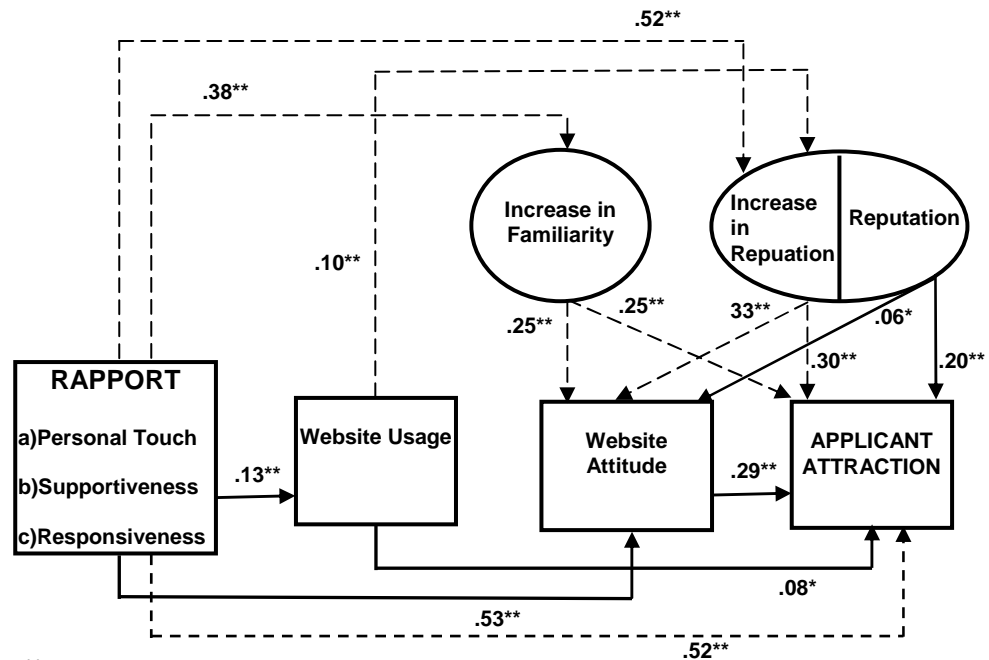 .52**
.38**
Increase in
Familiarity
Increase
in
Repuation
Reputation
.10**
.25**
.25**
33**
.06*
.30**
.20**
RAPPORT
a)Personal Touch
b)Supportiveness
c)Responsiveness
.13**
Website Usage
Website
Attitude
.29**
APPLICANT
ATTRACTION
.08*
.53**
.52**